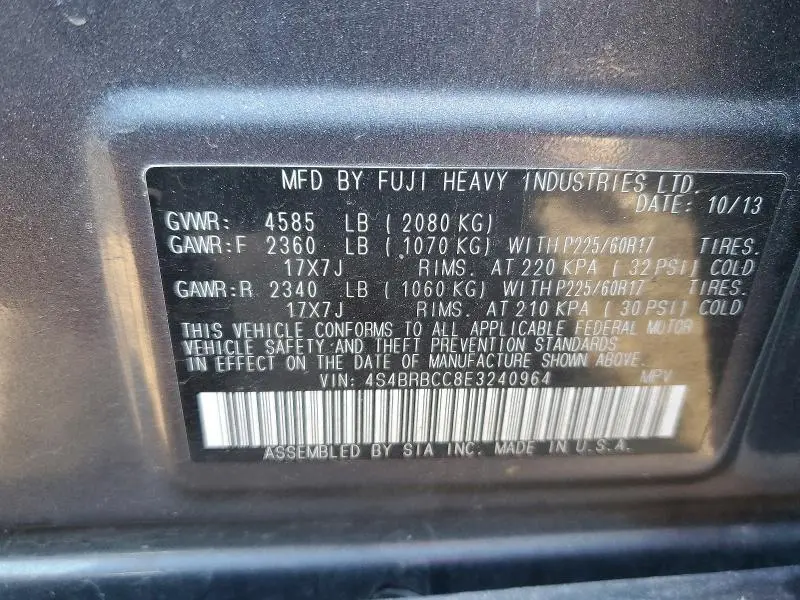 MFD BY FUJI HEAVY INDUSTRIES LTD.
DATE: 10/13
GVWR: 4585 LB ( 2080 KG)
GAWR:F 2360 LB ( 1070 KG) WITH P225/60R17 TIRES.
17X7J RIMS. AT 220 KPA ( 32 PSI) COLD
GAWR:R 2340 LB ( 1060 KG) WITH P225/60R17 TIRES.
17X7J RIMS. AT 210 KPA ( 30 PSI) COLD
THIS VEHICLE CONFORMS TO ALL APPLICABLE FEDERAL MOTOR
VEHICLE SAFETY AND THEFT PREVENTION STANDARDS
IN EFFECT ON THE DATE OF MANUFACTURE SHOWN ABOVE.
VIN: 4S4BRBCC8E3240964 MPV
ASSEMBLED BY SIA INC. MADE IN U.S.A.